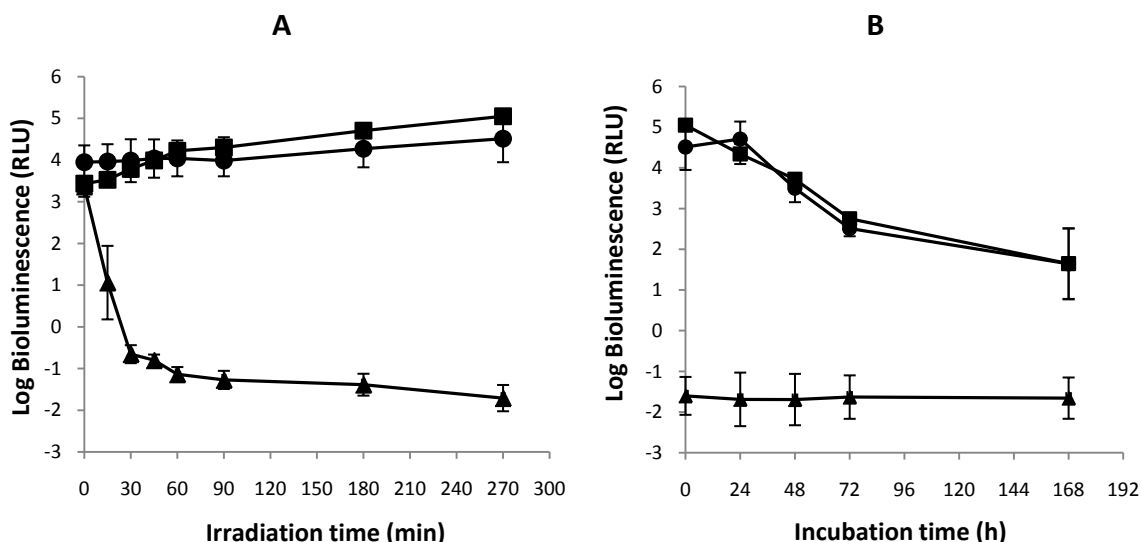 A
Log Bioluminescence (RLU)
6
5
4
3
2
1
0
-1
-2
-3
0 30 60 90 120 150 180 210 240 270 300
Irradiation time (min)
B
Log Bioluminescence (RLU)
6
5
4
3
2
1
0
-1
-2
-3
0 24 48 72 96 120 144 168 192
Incubation time (h)